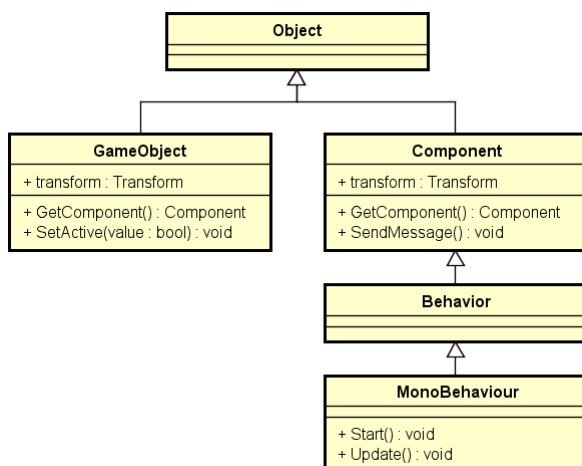 Object
GameObject
+ transform : Transform
+ GetComponent() : Component
+ SetActive(value : bool) : void
Component
+ transform : Transform
+ GetComponent() : Component
+ SendMessage() : void
Behavior
MonoBehaviour
+ Start() : void
+ Update() : void